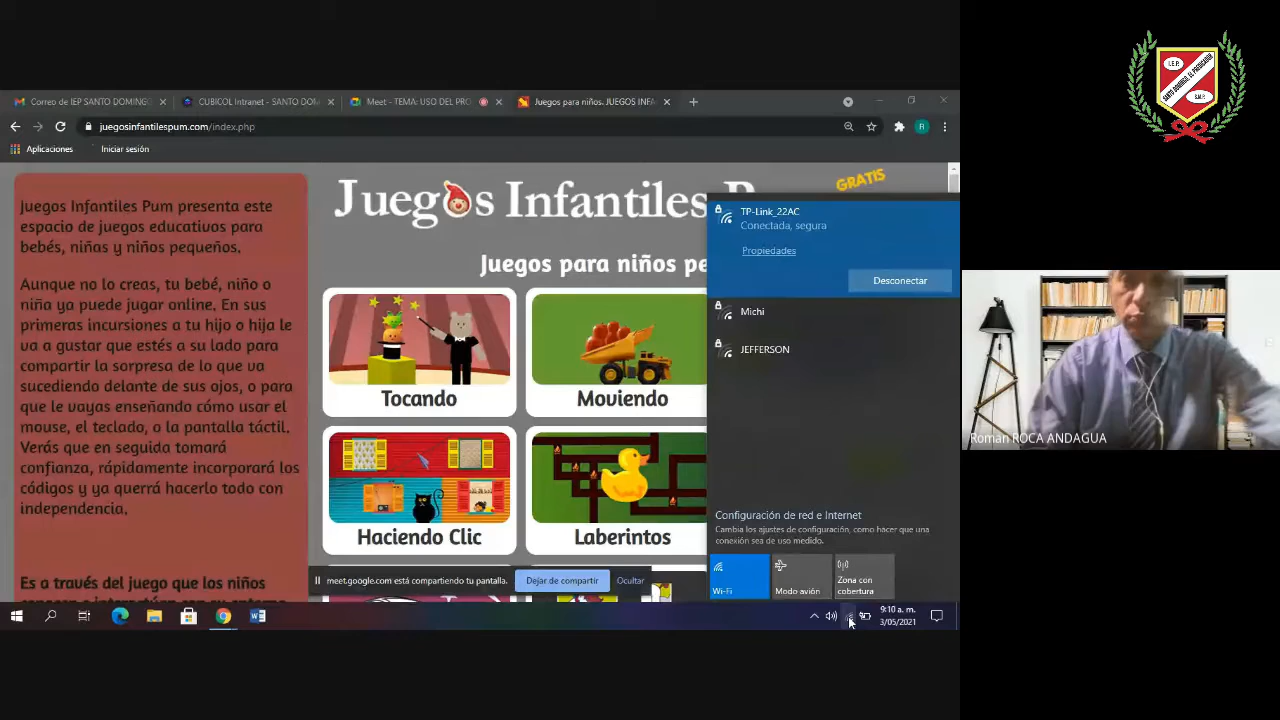 Correo de IEP SANTO DOMING
CUBICOL Intranet - SANTO DOM
Meet - TEMA: USO DEL PRO
Juegos para niños. JUEGOS INFA
juegosinfantilespum.com/index.php
Aplicaciones
Iniciar sesión
Juegos Infantiles Pum presenta este
espacio de juegos educativos para
bebés, niñas y niños pequeños.
Aunque no lo creas, tu bebé, niño o
niña ya puede jugar online. En sus
primeras incursiones a tu hijo o hija le
va a gustar que estés a su lado para
compartir la sorpresa de lo que va
sucediendo delante de sus ojos, o para
que le vayas enseñando cómo usar el
mouse, el teclado, o la pantalla táctil.
Verás que en seguida tomará
confianza, rápidamente incorporará los
códigos y ya querrá hacerlo todo con
independencia.
Es a través del juego que los niños
Juegos Infantiles P
GRATIS
Juegos para niños pe
Tocando
Moviendo
Haciendo Clic
Laberintos
meet.google.com está compartiendo tu pantalla.
Dejar de compartir
Ocultar
TP-Link_22AC
Conectada, segura
Propiedades
Desconectar
Michi
JEFFERSON
Configuración de red e Internet
Cambia los ajustes de configuración, como hacer que una
conexión sea de uso medido.
Wi-Fi
Modo avión
Zona con
cobertura
9:10 a. m.
3/05/2021
I.E.P.
SANTO DOMINGO EL PREDICADOR
S.M.P.
Roman ROCA ANDAGUA